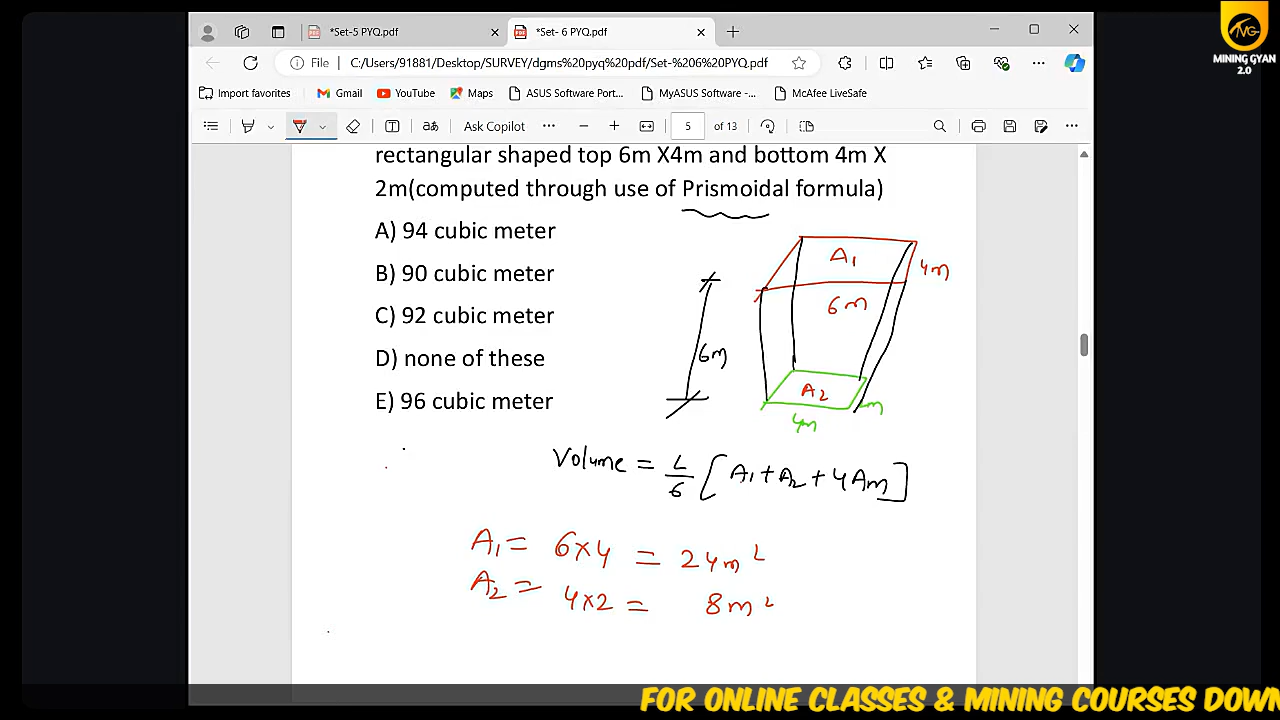 *Set-5 PYQ.pdf
*Set- 6 PYQ.pdf
File
C:/Users/91881/Desktop/SURVEY/dgms%20pyq%20pdf/Set-%206%20PYQ.pdf
Import favorites
Gmail
YouTube
Maps
ASUS Software Port...
MyASUS Software -...
McAfee LiveSafe
Ask Copilot
5 of 13
MINING GYAN
2.0
rectangular shaped top 6m X4m and bottom 4m X
2m(computed through use of Prismoidal formula)
A) 94 cubic meter
B) 90 cubic meter
C) 92 cubic meter
D) none of these
E) 96 cubic meter
A1
4m
6m
6m
A2
4m
Volume = L/6 [A1+A2+4Am]
A1= 6x4 = 24m²
A2= 4x2 = 8m²
FOR ONLINE CLASSES & MINING COURSES DOWN